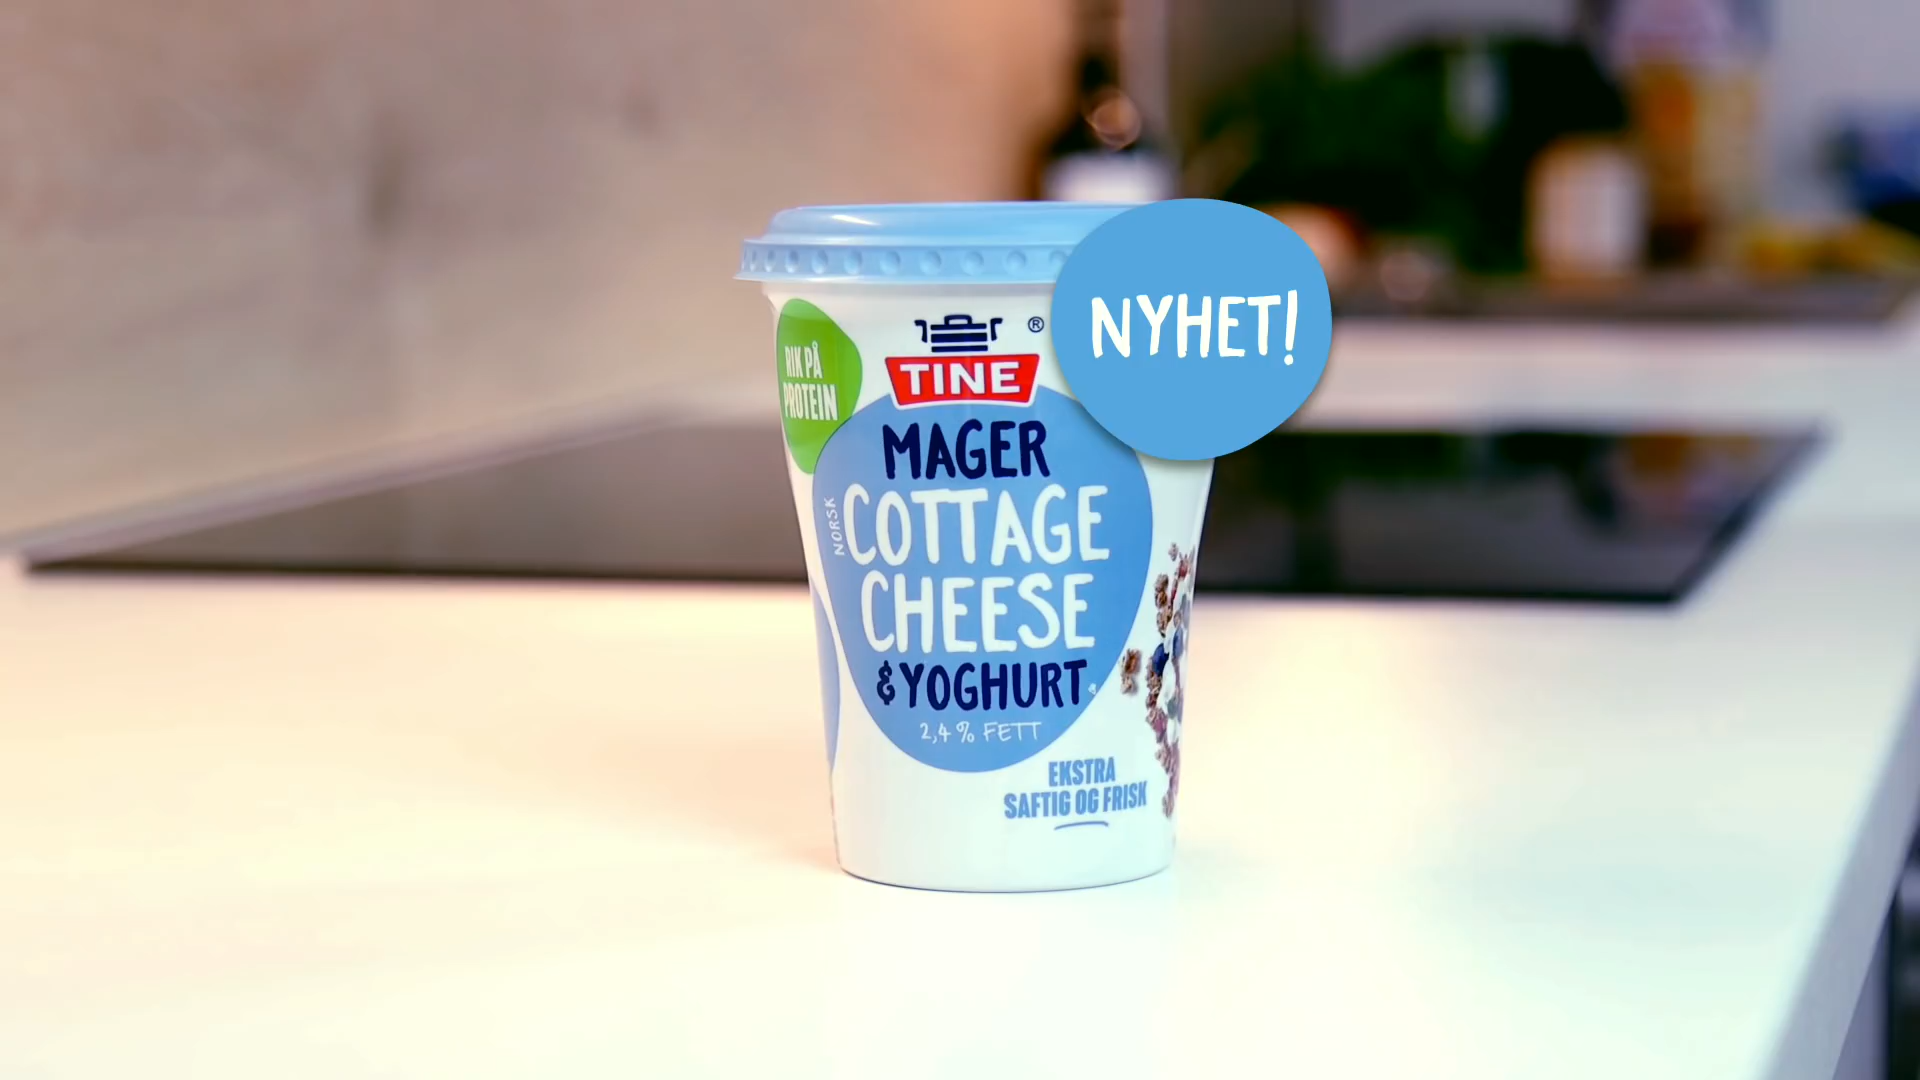 NYHET!
RIK PÅ
PROTEIN
®
TINE
MAGER
NORSK
COTTAGE
CHEESE
& YOGHURT
2,4 % FETT
EKSTRA
SAFTIG OG FRISK